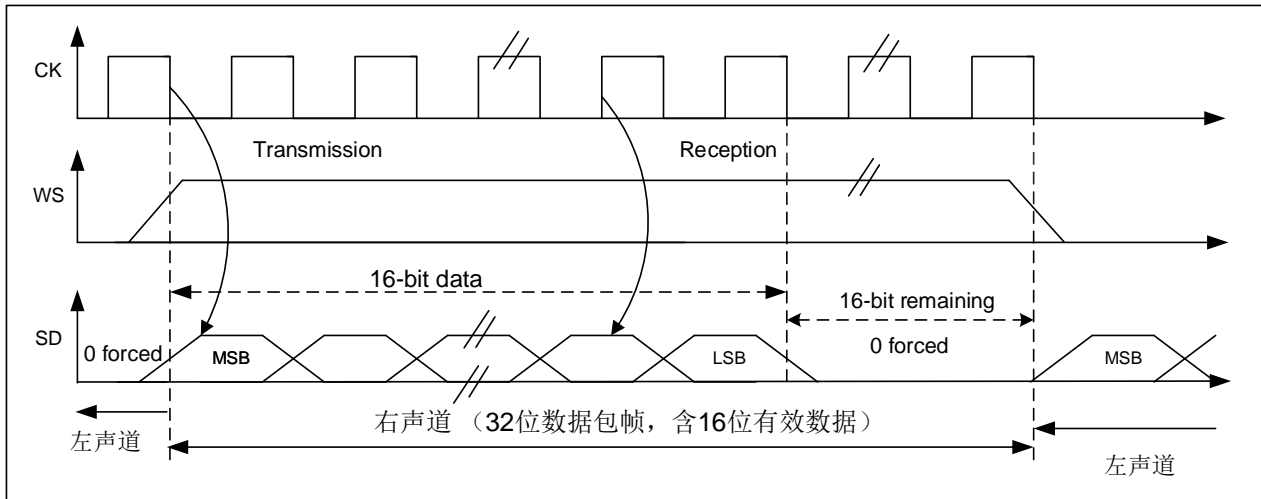 CK
Transmission
Reception
WS
16-bit data
16-bit remaining
SD
0 forced
MSB
LSB
0 forced
MSB
右声道 （32位数据包帧，含16位有效数据）
左声道
左声道